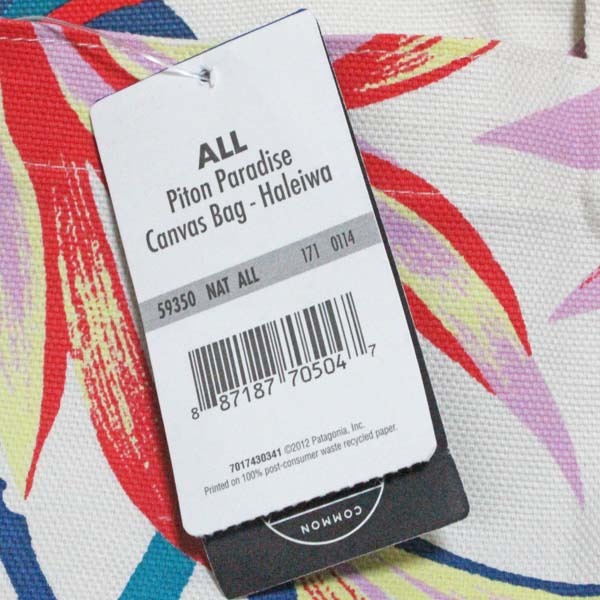 ALL
Piton Paradise
Canvas Bag - Haleiwa
59350 NAT ALL 171 0114
8 87187 70504 7
7017430341 ©2012 Patagonia, Inc.
Printed on 100% post-consumer waste recycled paper.
COMMON